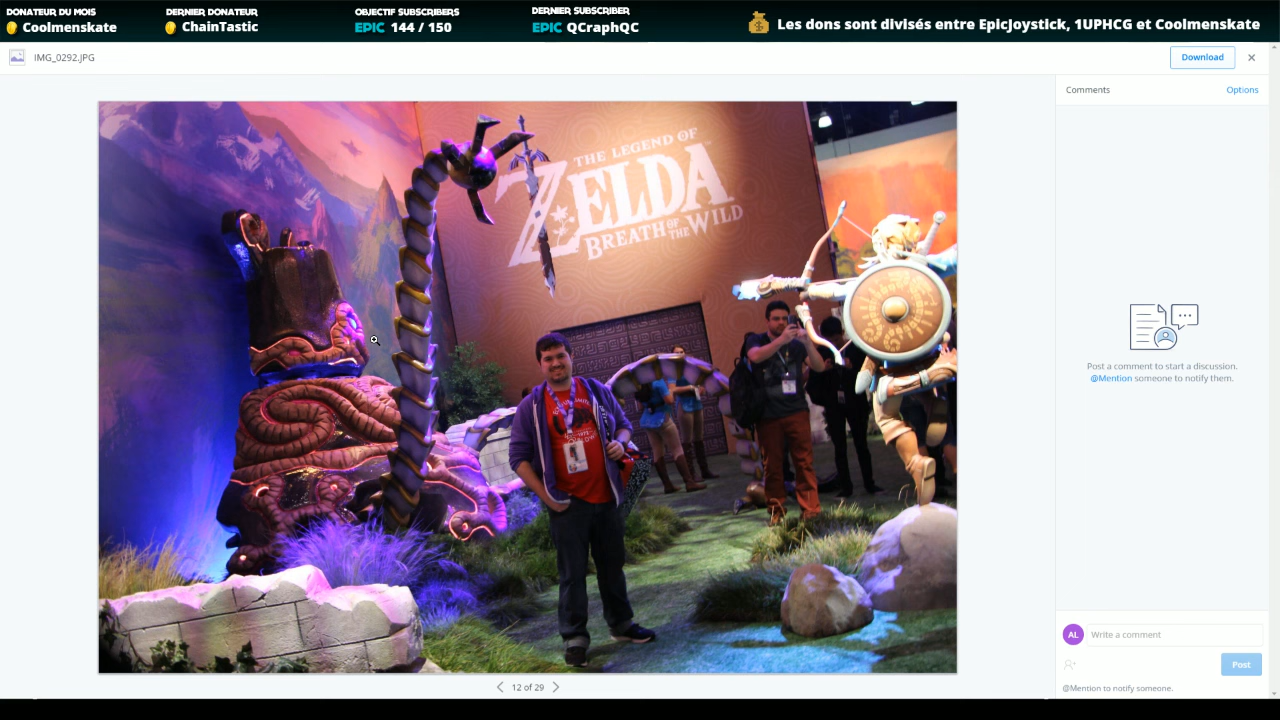 DONATEUR DU MOIS
Coolmenskate
DERNIER DONATEUR
ChainTastic
OBJECTIF SUBSCRIBERS
EPIC 144 / 150
DERNIER SUBSCRIBER
EPIC QCraphQC
Les dons sont divisés entre EpicJoystick, 1UPHCG et Coolmenskate
IMG_0292.JPG
Download
Comments
Options
THE LEGEND OF
ZELDA
BREATH OF THE WILD
Post a comment to start a discussion.
@Mention someone to notify them.
AL
Write a comment
Post
@Mention to notify someone.
12 of 29